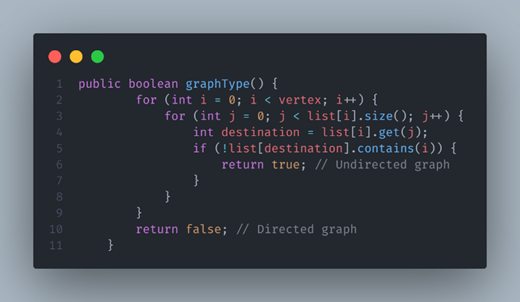 1 public boolean graphType() {
2 for (int i = 0; i < vertex; i++) {
3 for (int j = 0; j < list[i].size(); j++) {
4 int destination = list[i].get(j);
5 if (!list[destination].contains(i)) {
6 return true; // Undirected graph
7 }
8 }
9 }
10 return false; // Directed graph
11 }